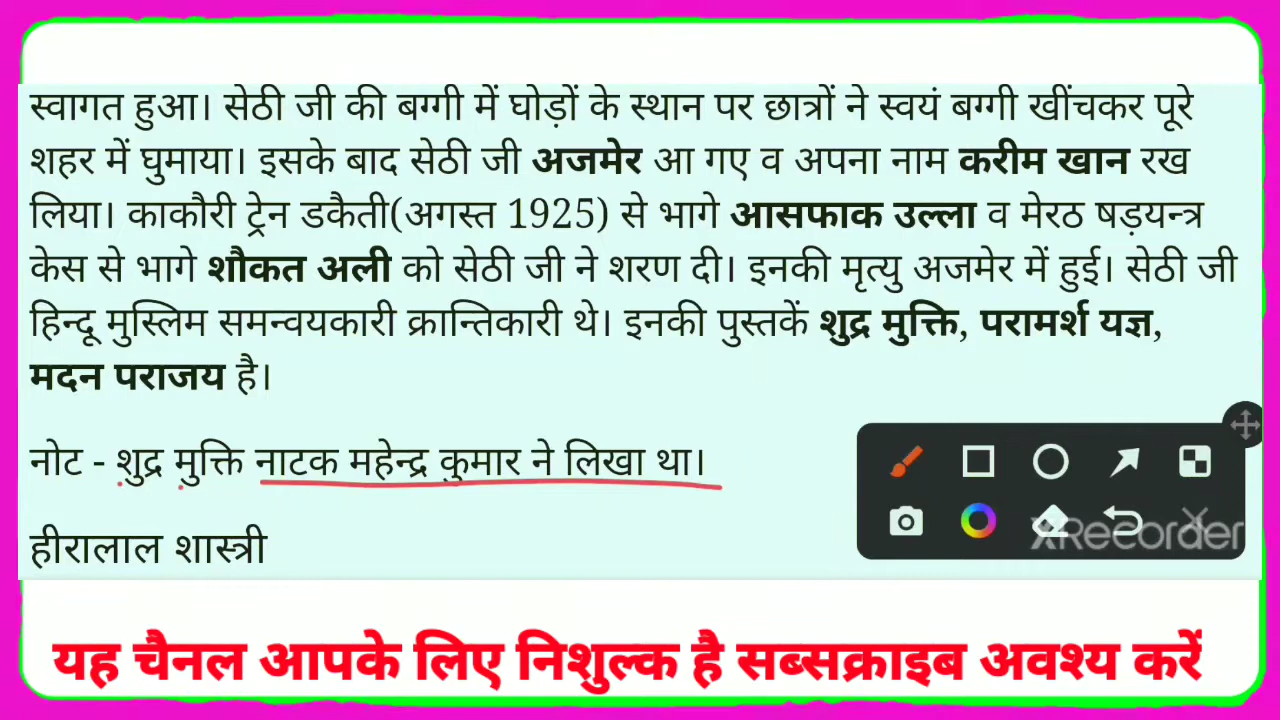 स्वागत हुआ। सेठी जी की बग्गी में घोड़ों के स्थान पर छात्रों ने स्वयं बग्गी खींचकर पूरे
शहर में घुमाया। इसके बाद सेठी जी अजमेर आ गए व अपना नाम करीम खान रख
लिया। काकौरी ट्रेन डकैती(अगस्त 1925) से भागे आसफाक उल्ला व मेरठ षड़यन्त्र
केस से भागे शौकत अली को सेठी जी ने शरण दी। इनकी मृत्यु अजमेर में हुई। सेठी जी
हिन्दू मुस्लिम समन्वयकारी क्रान्तिकारी थे। इनकी पुस्तकें शुद्र मुक्ति, परामर्श यज्ञ,
मदन पराजय है।
नोट - शुद्र मुक्ति नाटक महेन्द्र कुमार ने लिखा था।
XRecorder
हीरालाल शास्त्री
यह चैनल आपके लिए निशुल्क है सब्सक्राइब अवश्य करें